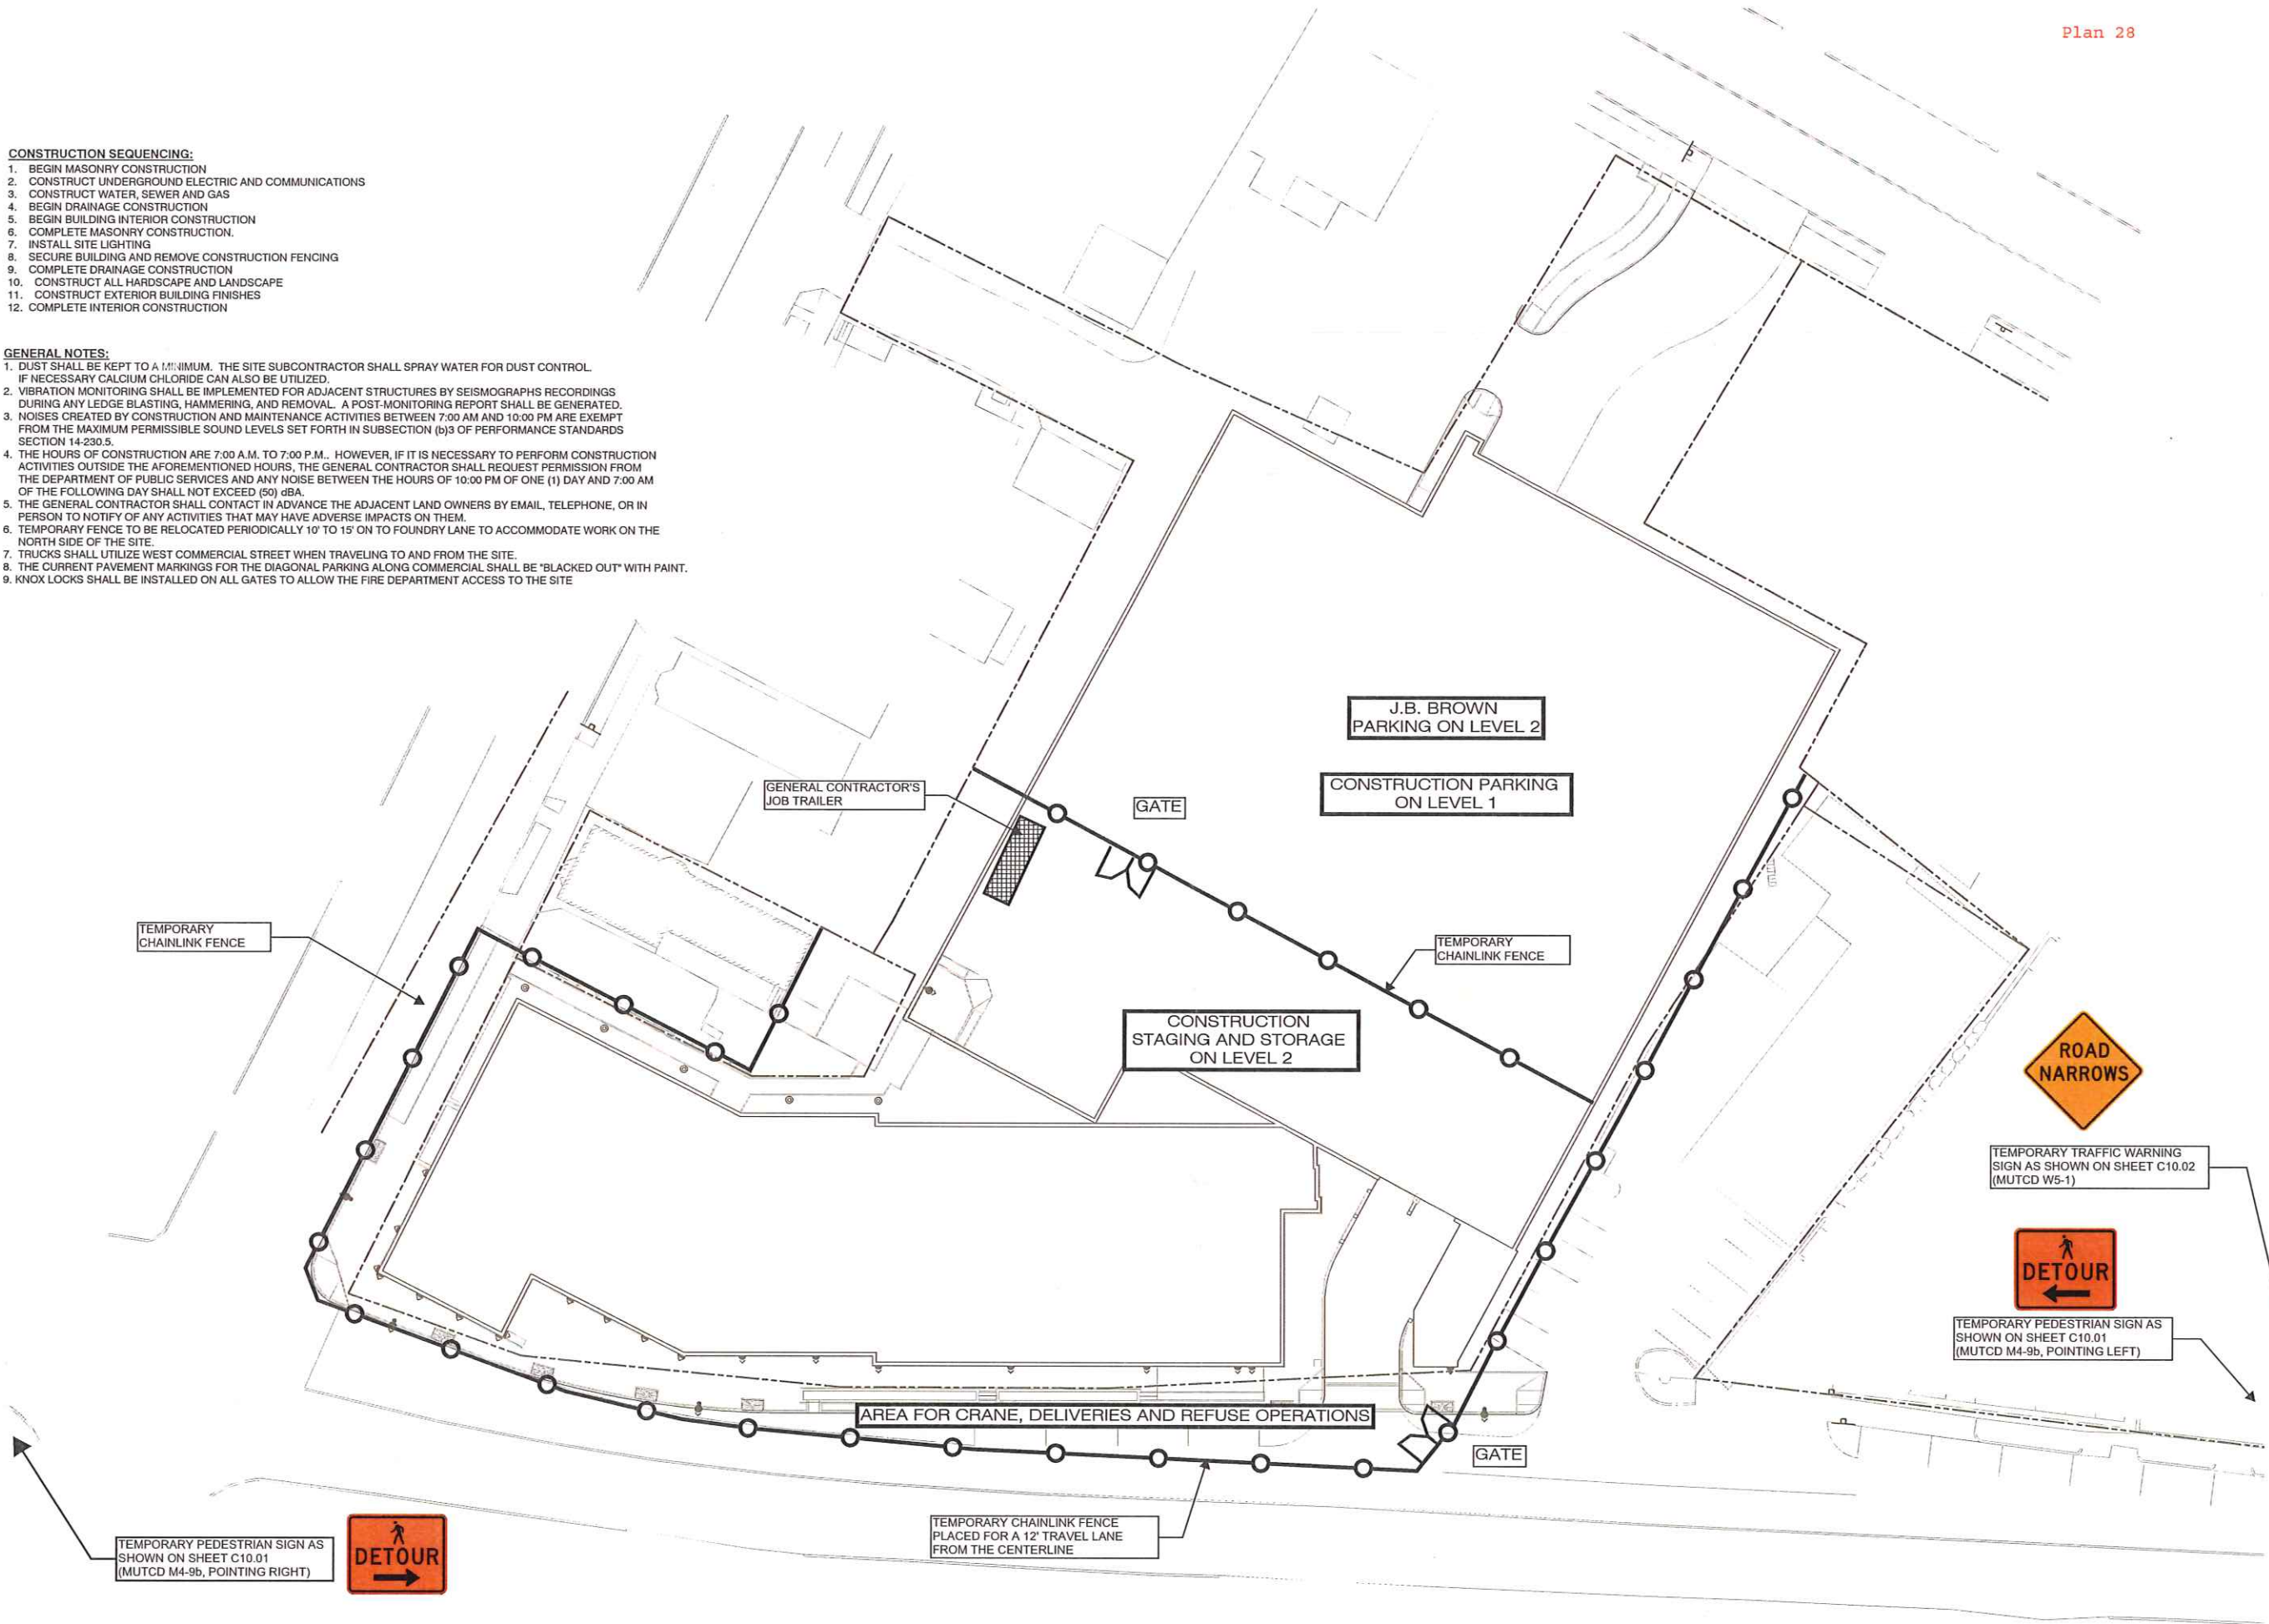 Plan 28
CONSTRUCTION SEQUENCING:
1. BEGIN MASONRY CONSTRUCTION
2. CONSTRUCT UNDERGROUND ELECTRIC AND COMMUNICATIONS
3. CONSTRUCT WATER, SEWER AND GAS
4. BEGIN DRAINAGE CONSTRUCTION
5. BEGIN BUILDING INTERIOR CONSTRUCTION
6. COMPLETE MASONRY CONSTRUCTION.
7. INSTALL SITE LIGHTING
8. SECURE BUILDING AND REMOVE CONSTRUCTION FENCING
9. COMPLETE DRAINAGE CONSTRUCTION
10. CONSTRUCT ALL HARDSCAPE AND LANDSCAPE
11. CONSTRUCT EXTERIOR BUILDING FINISHES
12. COMPLETE INTERIOR CONSTRUCTION
GENERAL NOTES:
1. DUST SHALL BE KEPT TO A MINIMUM. THE SITE SUBCONTRACTOR SHALL SPRAY WATER FOR DUST CONTROL.
IF NECESSARY CALCIUM CHLORIDE CAN ALSO BE UTILIZED.
2. VIBRATION MONITORING SHALL BE IMPLEMENTED FOR ADJACENT STRUCTURES BY SEISMOGRAPHS RECORDINGS
DURING ANY LEDGE BLASTING, HAMMERING, AND REMOVAL. A POST-MONITORING REPORT SHALL BE GENERATED.
3. NOISES CREATED BY CONSTRUCTION AND MAINTENANCE ACTIVITIES BETWEEN 7:00 AM AND 10:00 PM ARE EXEMPT
FROM THE MAXIMUM PERMISSIBLE SOUND LEVELS SET FORTH IN SUBSECTION (b)3 OF PERFORMANCE STANDARDS
SECTION 14-230.5.
4. THE HOURS OF CONSTRUCTION ARE 7:00 A.M. TO 7:00 P.M.. HOWEVER, IF IT IS NECESSARY TO PERFORM CONSTRUCTION
ACTIVITIES OUTSIDE THE AFOREMENTIONED HOURS, THE GENERAL CONTRACTOR SHALL REQUEST PERMISSION FROM
THE DEPARTMENT OF PUBLIC SERVICES AND ANY NOISE BETWEEN THE HOURS OF 10:00 PM OF ONE (1) DAY AND 7:00 AM
OF THE FOLLOWING DAY SHALL NOT EXCEED (50) dBA.
5. THE GENERAL CONTRACTOR SHALL CONTACT IN ADVANCE THE ADJACENT LAND OWNERS BY EMAIL, TELEPHONE, OR IN
PERSON TO NOTIFY OF ANY ACTIVITIES THAT MAY HAVE ADVERSE IMPACTS ON THEM.
6. TEMPORARY FENCE TO BE RELOCATED PERIODICALLY 10' TO 15' ON TO FOUNDRY LANE TO ACCOMMODATE WORK ON THE
NORTH SIDE OF THE SITE.
7. TRUCKS SHALL UTILIZE WEST COMMERCIAL STREET WHEN TRAVELING TO AND FROM THE SITE.
8. THE CURRENT PAVEMENT MARKINGS FOR THE DIAGONAL PARKING ALONG COMMERCIAL SHALL BE "BLACKED OUT" WITH PAINT.
9. KNOX LOCKS SHALL BE INSTALLED ON ALL GATES TO ALLOW THE FIRE DEPARTMENT ACCESS TO THE SITE
J.B. BROWN
PARKING ON LEVEL 2
CONSTRUCTION PARKING
ON LEVEL 1
GENERAL CONTRACTOR'S
JOB TRAILER
GATE
TEMPORARY
CHAINLINK FENCE
TEMPORARY
CHAINLINK FENCE
CONSTRUCTION
STAGING AND STORAGE
ON LEVEL 2
ROAD
NARROWS
TEMPORARY TRAFFIC WARNING
SIGN AS SHOWN ON SHEET C10.02
(MUTCD W5-1)
DETOUR
TEMPORARY PEDESTRIAN SIGN AS
SHOWN ON SHEET C10.01
(MUTCD M4-9b, POINTING LEFT)
AREA FOR CRANE, DELIVERIES AND REFUSE OPERATIONS
GATE
TEMPORARY CHAINLINK FENCE
PLACED FOR A 12' TRAVEL LANE
FROM THE CENTERLINE
TEMPORARY PEDESTRIAN SIGN AS
SHOWN ON SHEET C10.01
(MUTCD M4-9b, POINTING RIGHT)
DETOUR